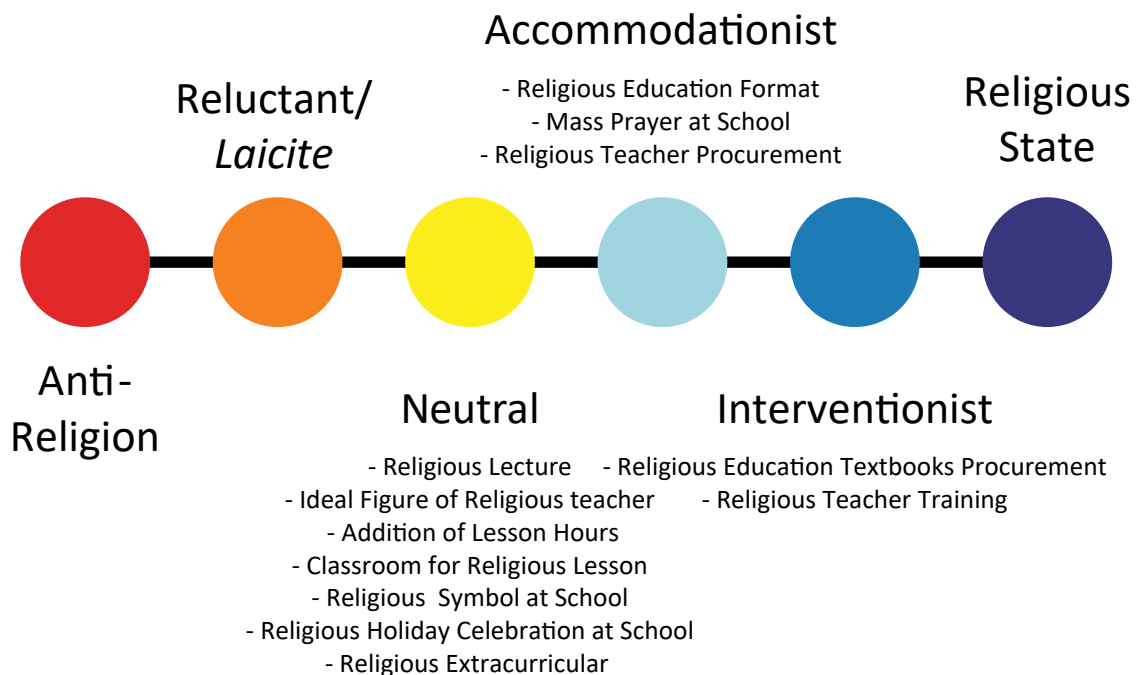 Accommodationist
- Religious Education Format
- Mass Prayer at School
- Religious Teacher Procurement
Reluctant/
Laicite
Religious
State
Anti-
Religion
Neutral
- Religious Lecture
- Ideal Figure of Religious teacher
- Addition of Lesson Hours
- Classroom for Religious Lesson
- Religious Symbol at School
- Religious Holiday Celebration at School
- Religious Extracurricular
Interventionist
- Religious Education Textbooks Procurement
- Religious Teacher Training